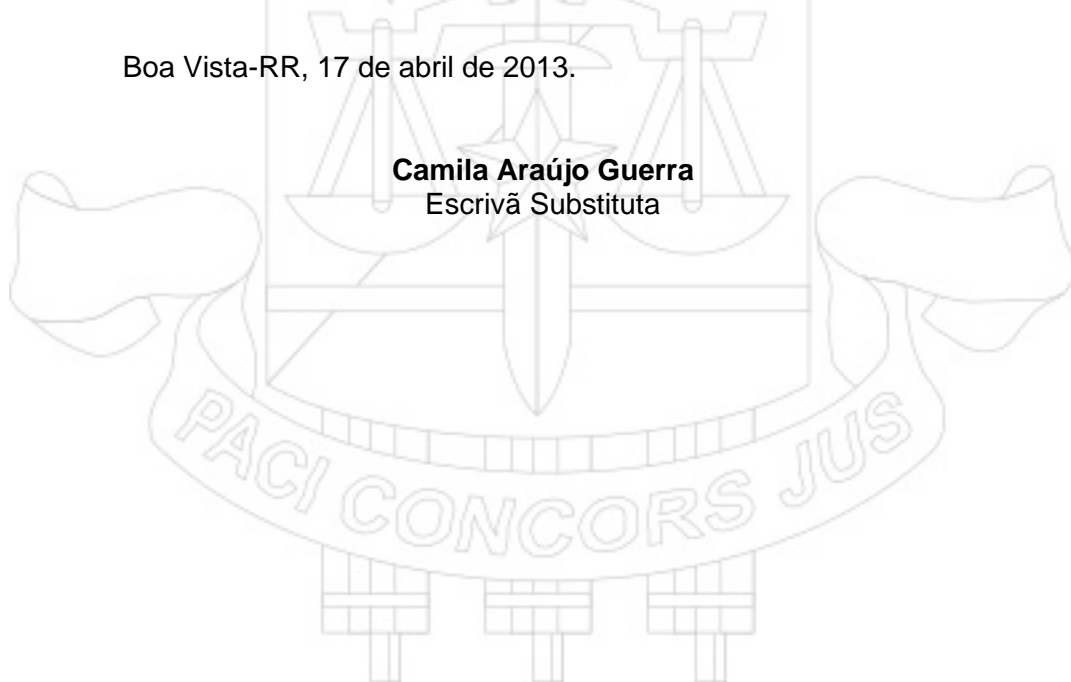 Boa Vista-RR, 17 de abril de 2013.
Camila Araújo Guerra
Escrivã Substituta
PACI CONCORS JUS